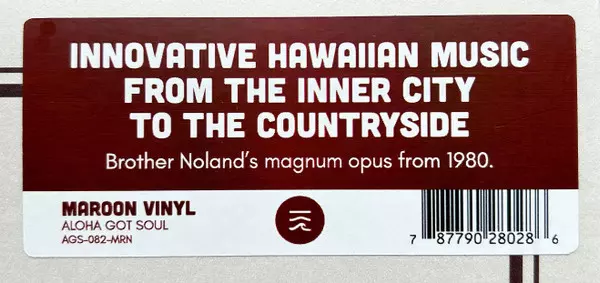 INNOVATIVE HAWAIIAN MUSIC
FROM THE INNER CITY
TO THE COUNTRYSIDE
Brother Noland's magnum opus from 1980.
MAROON VINYL
ALOHA GOT SOUL
AGS-082-MRN
7 87790 28028 6